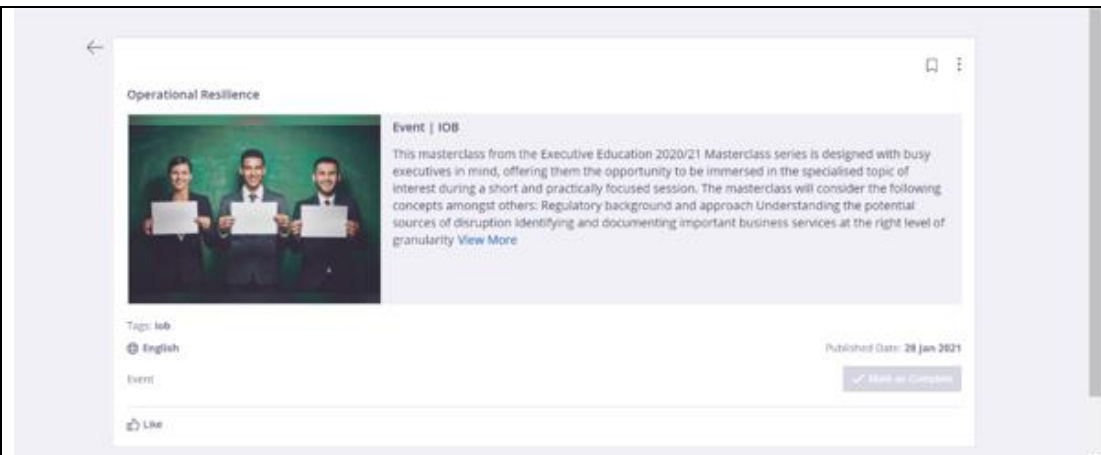 Operational Resilience
Event | IOB
This masterclass from the Executive Education 2020/21 Masterclass series is designed with busy
executives in mind, offering them the opportunity to be immersed in the specialised topic of
interest during a short and practically focused session. The masterclass will consider the following
concepts amongst others: Regulatory background and approach Understanding the potential
sources of disruption Identifying and documenting important business services at the right level of
granularity View More
Tags: iob
English
Published Date: 28 Jan 2021
Event
Mark as Complete
Like